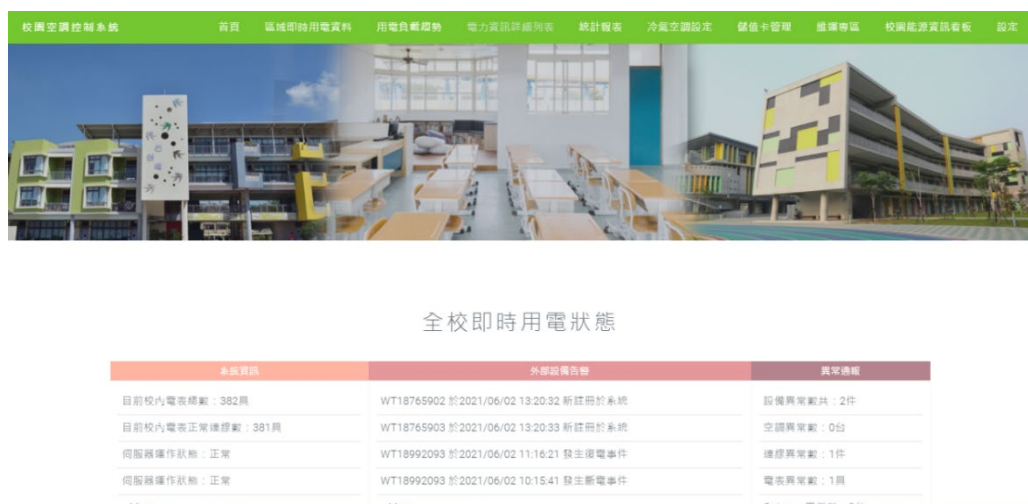 校園空調控制系統 首頁 區域即時用電資料 用電負載趨勢 電力資訊詳細列表 統計報表 冷氣空調設定 儲值卡管理 維運專區 校園能源資訊看板 設定
全校即時用電狀態
系統資訊 外部設備告警 異常通報
目前校內電表總數：382具 WT18765902 於2021/06/02 13:20:32 新註冊於系統 設備異常數共：2件
目前校內電表正常連線數：381具 WT18765903 於2021/06/02 13:20:33 新註冊於系統 空調異常數：0台
伺服器運作狀態：正常 WT18992093 於2021/06/02 11:16:21 發生復電事件 連線異常數：1件
伺服器運作狀態：正常 WT18992093 於2021/06/02 10:15:41 發生斷電事件 電表異常數：1具